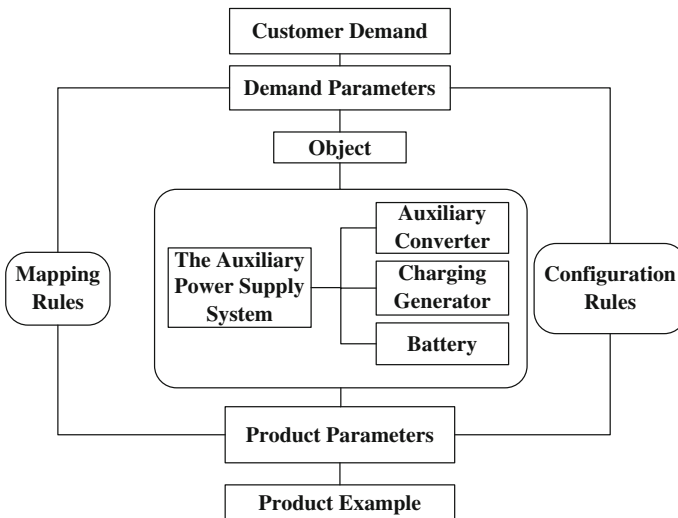 Customer Demand
Demand Parameters
Object
Mapping
Rules
The Auxiliary
Power Supply
System
Auxiliary
Converter
Charging
Generator
Battery
Configuration
Rules
Product Parameters
Product Example